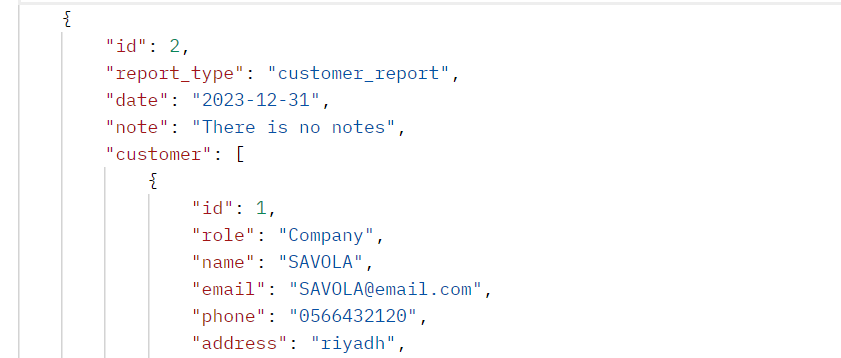 {
"id": 2,
"report_type": "customer_report",
"date": "2023-12-31",
"note": "There is no notes",
"customer": [
{
"id": 1,
"role": "Company",
"name": "SAVOLA",
"email": "SAVOLA@email.com",
"phone": "0566432120",
"address": "riyadh",